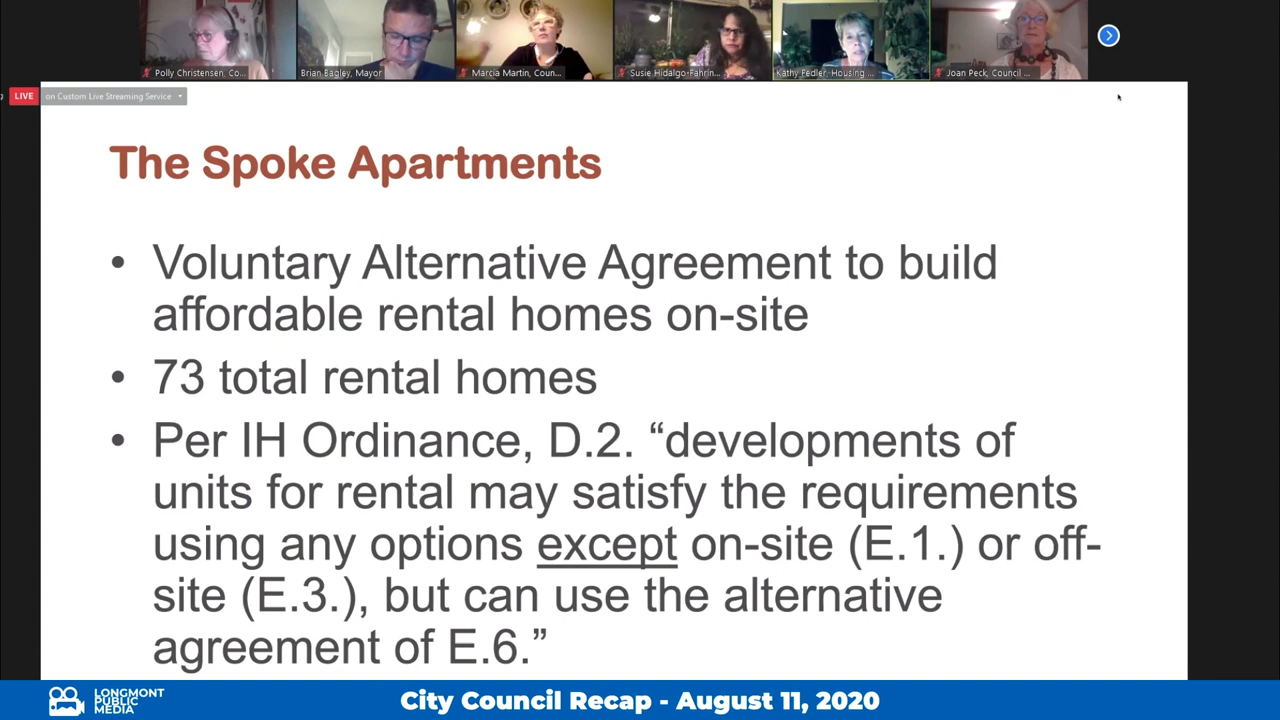 Polly Christensen, Co...
Brian Bagley, Mayor
Marcia Martin, Coun...
Susie Hidalgo-Fahrin...
Kathy Fedler, Housing ...
Joan Peck, Council ...
LIVE on Custom Live Streaming Service
The Spoke Apartments
• Voluntary Alternative Agreement to build
affordable rental homes on-site
• 73 total rental homes
• Per IH Ordinance, D.2. “developments of
units for rental may satisfy the requirements
using any options except on-site (E.1.) or off-
site (E.3.), but can use the alternative
agreement of E.6.”
LONGMONT
PUBLIC
MEDIA
City Council Recap - August 11, 2020